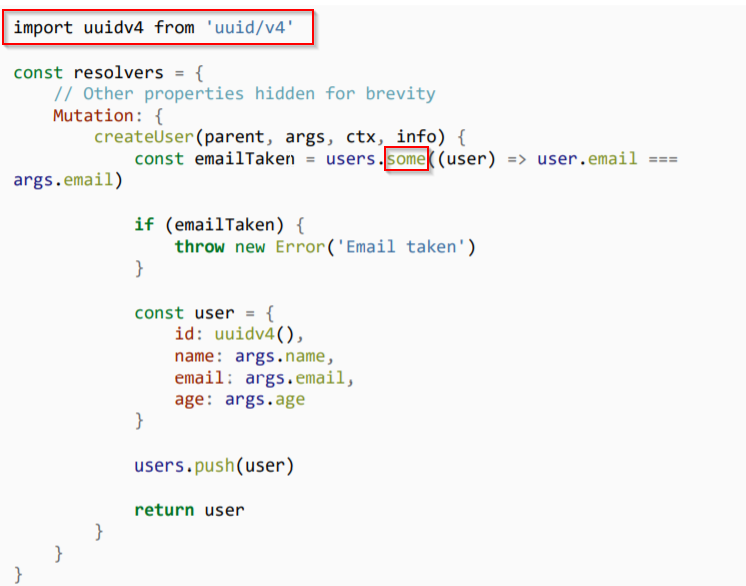 import uuidv4 from 'uuid/v4'
const resolvers = {
    // Other properties hidden for brevity
    Mutation: {
        createUser(parent, args, ctx, info) {
            const emailTaken = users.some((user) => user.email ===
args.email)
            if (emailTaken) {
                throw new Error('Email taken')
            }
            const user = {
                id: uuidv4(),
                name: args.name,
                email: args.email,
                age: args.age
            }
            users.push(user)
            return user
        }
    }
}